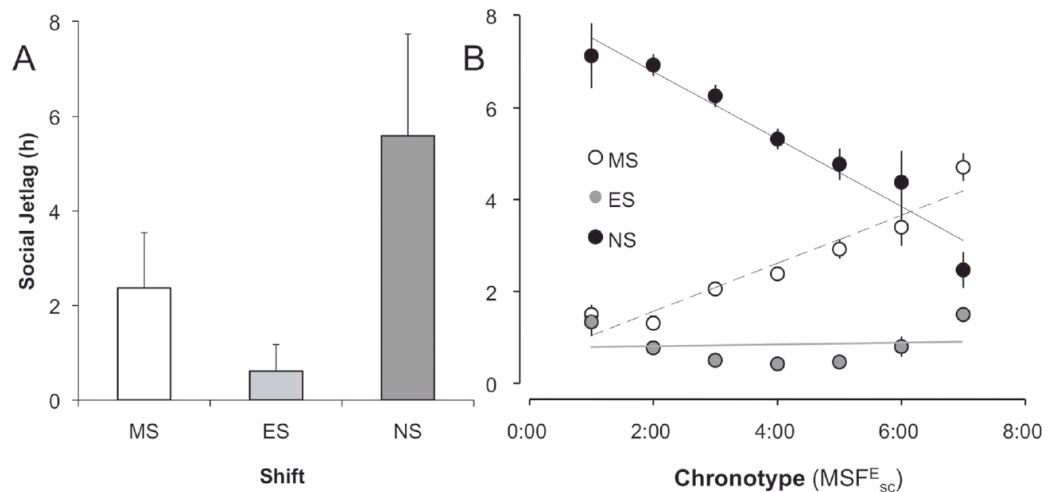 A
Social Jetlag (h)
8
6
4
2
0
MS ES NS
Shift
B
8
6
4
2
0
MS
ES
NS
0:00 2:00 4:00 6:00 8:00
Chronotype (MSFᴱsc)